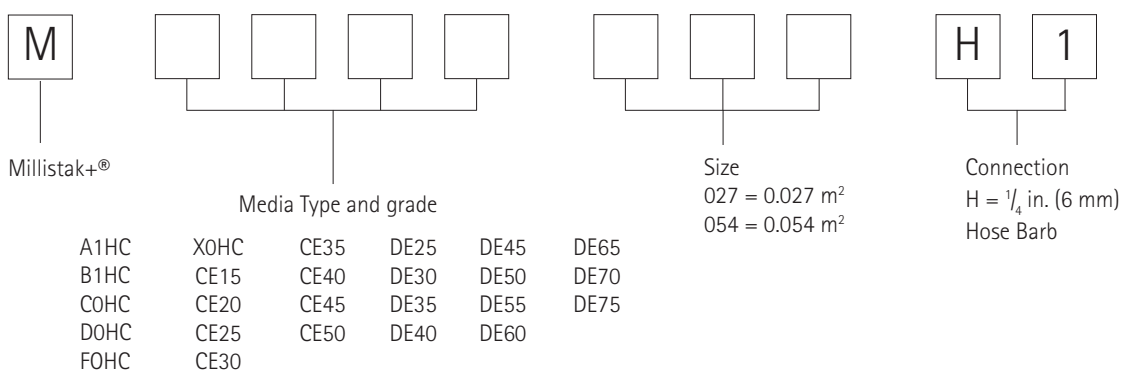 M H 1
Millistak+®
Size
027 = 0.027 m²
054 = 0.054 m²
Connection
H = ¹/₄ in. (6 mm)
Hose Barb
Media Type and grade
A1HC X0HC CE35 DE25 DE45 DE65
B1HC CE15 CE40 DE30 DE50 DE70
C0HC CE20 CE45 DE35 DE55 DE75
D0HC CE25 CE50 DE40 DE60
F0HC CE30